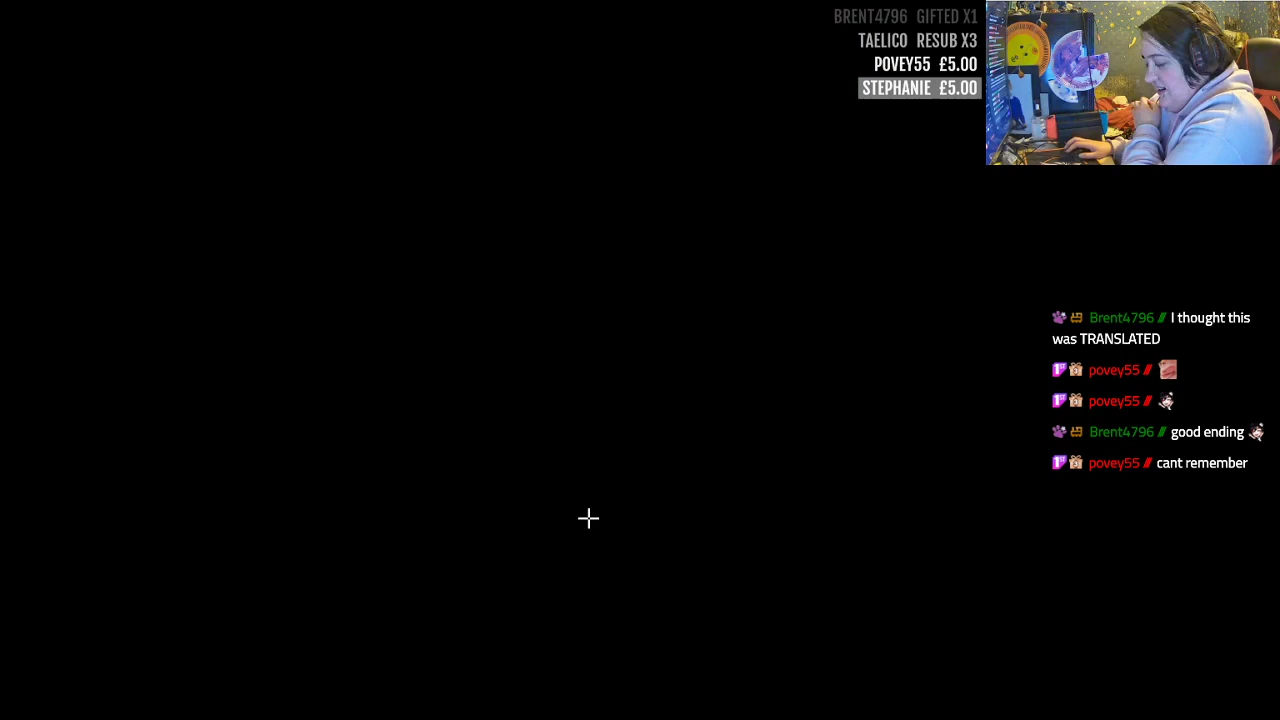 BRENT4796 GIFTED X1
TAELICO RESUB X3
POVEY55 £5.00
STEPHANIE £5.00
Brent4796 // I thought this
was TRANSLATED
povey55 //
povey55 //
Brent4796 // good ending
povey55 // cant remember